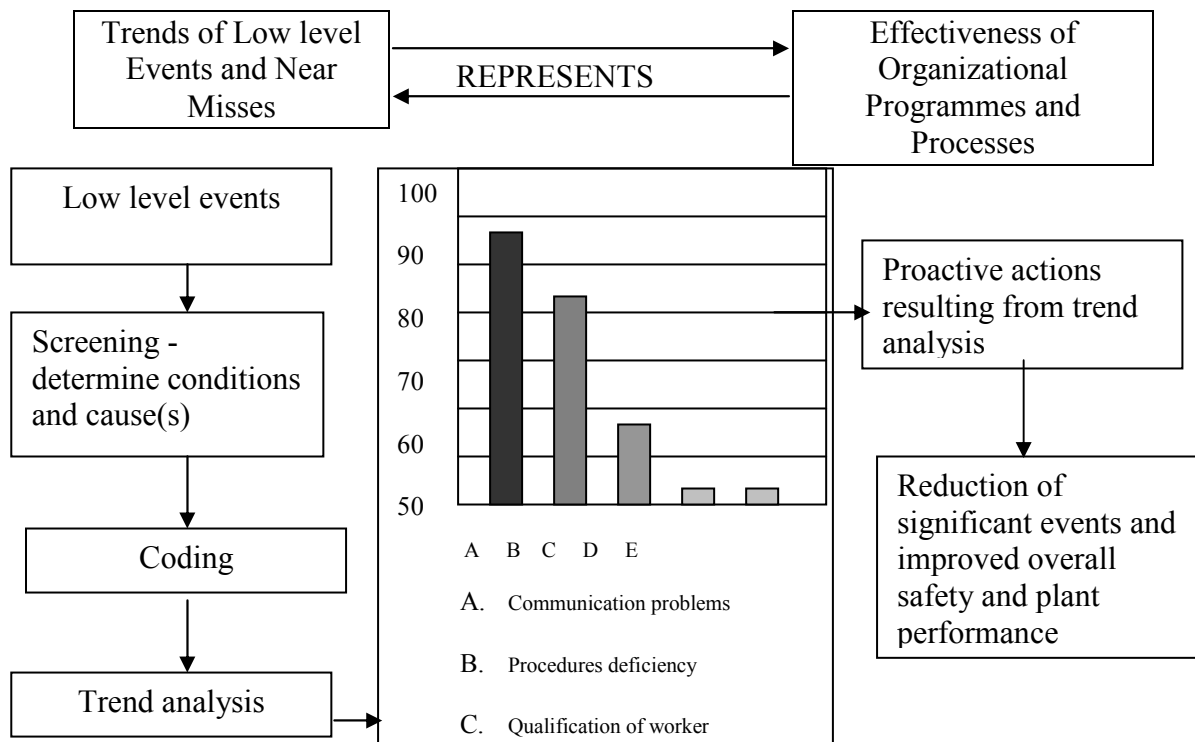 Trends of Low level
Events and Near
Misses
REPRESENTS
Effectiveness of
Organizational
Programmes and
Processes
Low level events
Screening -
determine conditions
and cause(s)
Coding
Trend analysis
100
90
80
70
60
50
A B C D E
A. Communication problems
B. Procedures deficiency
C. Qualification of worker
Proactive actions
resulting from trend
analysis
Reduction of
significant events and
improved overall
safety and plant
performance